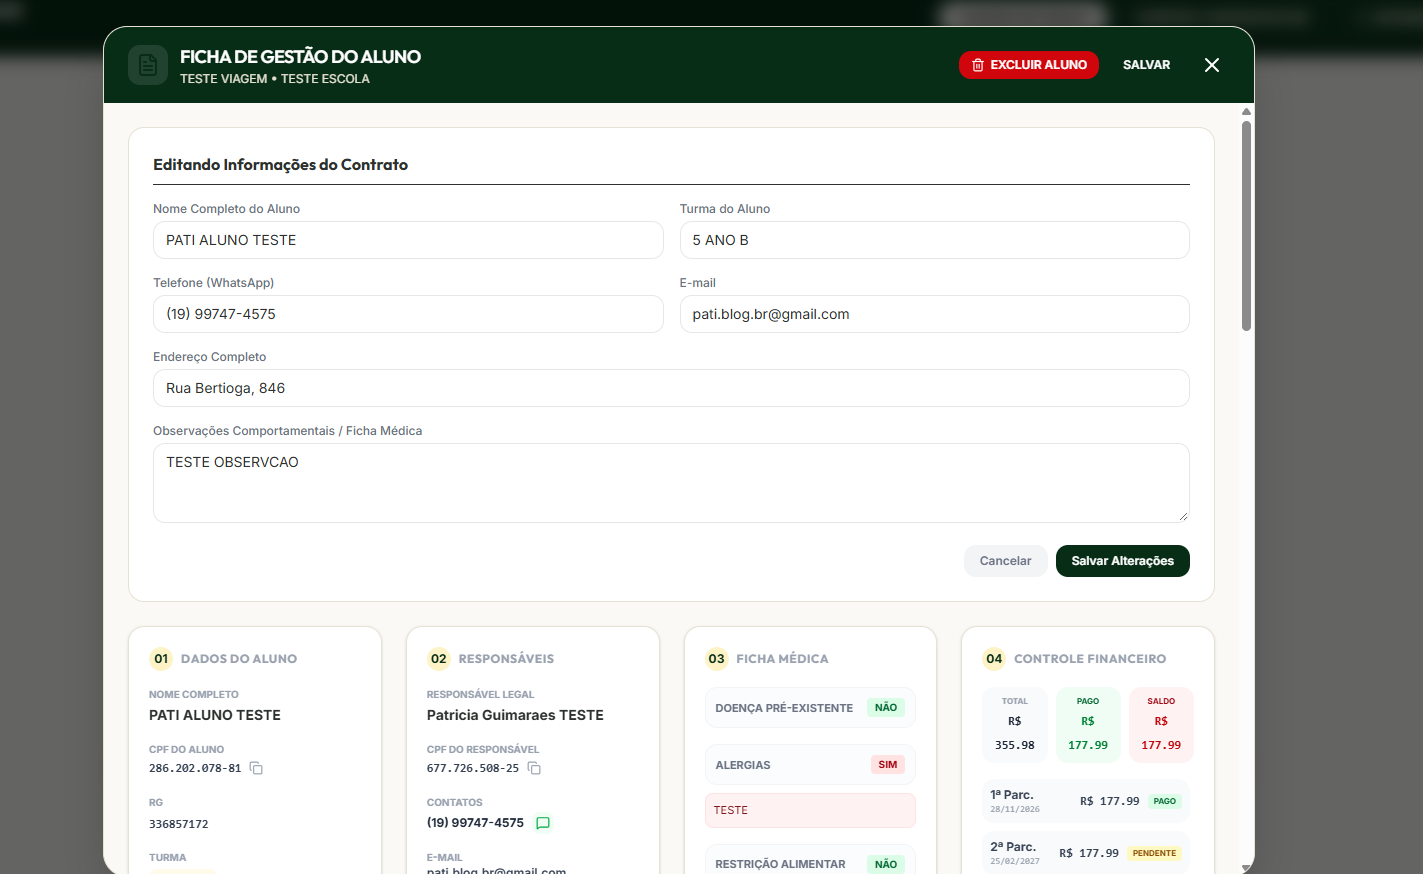 FICHA DE GESTÃO DO ALUNO
TESTE VIAGEM • TESTE ESCOLA
EXCLUIR ALUNO
SALVAR
Editando Informações do Contrato
Nome Completo do Aluno
Turma do Aluno
PATI ALUNO TESTE
5 ANO B
Telefone (WhatsApp)
E-mail
(19) 99747-4575
pati.blog.br@gmail.com
Endereço Completo
Rua Bertioga, 846
Observações Comportamentais / Ficha Médica
TESTE OBSERVCAO
Cancelar
Salvar Alterações
01 DADOS DO ALUNO
NOME COMPLETO
PATI ALUNO TESTE
CPF DO ALUNO
286.202.078-81
RG
336857172
TURMA
02 RESPONSÁVEIS
RESPONSÁVEL LEGAL
Patricia Guimaraes TESTE
CPF DO RESPONSÁVEL
677.726.508-25
CONTATOS
(19) 99747-4575
E-MAIL
pati.blog.br@gmail.com
03 FICHA MÉDICA
DOENÇA PRÉ-EXISTENTE NÃO
ALERGIAS SIM
TESTE
RESTRIÇÃO ALIMENTAR NÃO
04 CONTROLE FINANCEIRO
TOTAL
R$
355.98
PAGO
R$
177.99
SALDO
R$
177.99
1ª Parc.
28/11/2026
R$ 177.99 PAGO
2ª Parc.
25/02/2027
R$ 177.99 PENDENTE